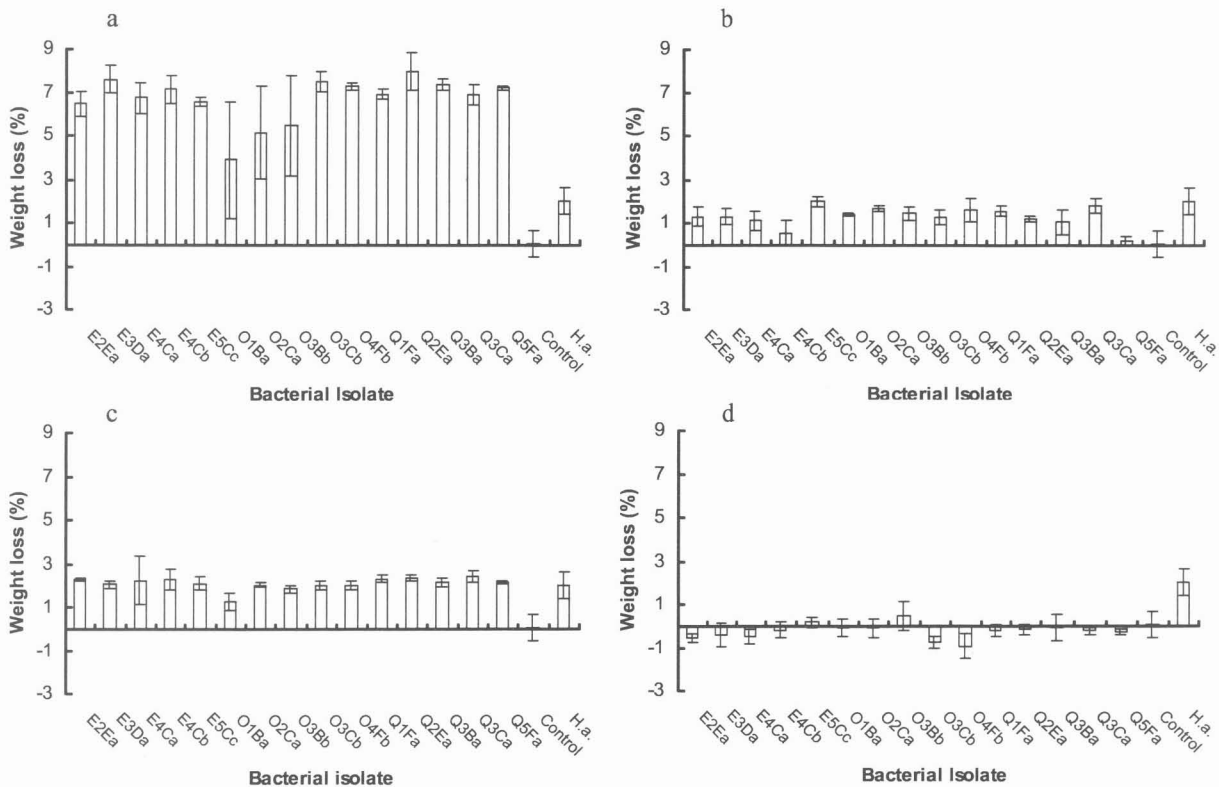 a
Weight loss (%)
9
7
5
3
1
-1
-3
E2Ea E3Da E4Ca E4Cb E5Cc O1Ba O2Ca O3Bb O3Cb O4Fb Q1Fa Q2Ea Q3Ba Q3Ca Q5Fa Control H.a.
Bacterial Isolate
b
Weight loss (%)
9
7
5
3
1
-1
-3
E2Ea E3Da E4Ca E4Cb E5Cc O1Ba O2Ca O3Bb O3Cb O4Fb Q1Fa Q2Ea Q3Ba Q3Ca Q5Fa Control H.a.
Bacterial Isolate
c
Weight loss (%)
9
7
5
3
1
-1
-3
E2Ea E3Da E4Ca E4Cb E5Cc O1Ba O2Ca O3Bb O3Cb O4Fb Q1Fa Q2Ea Q3Ba Q3Ca Q5Fa Control H.a.
Bacterial isolate
d
Weight loss (%)
9
7
5
3
1
-1
-3
E2Ea E3Da E4Ca E4Cb E5Cc O1Ba O2Ca O3Bb O3Cb O4Fb Q1Fa Q2Ea Q3Ba Q3Ca Q5Fa Control H.a.
Bacterial Isolate